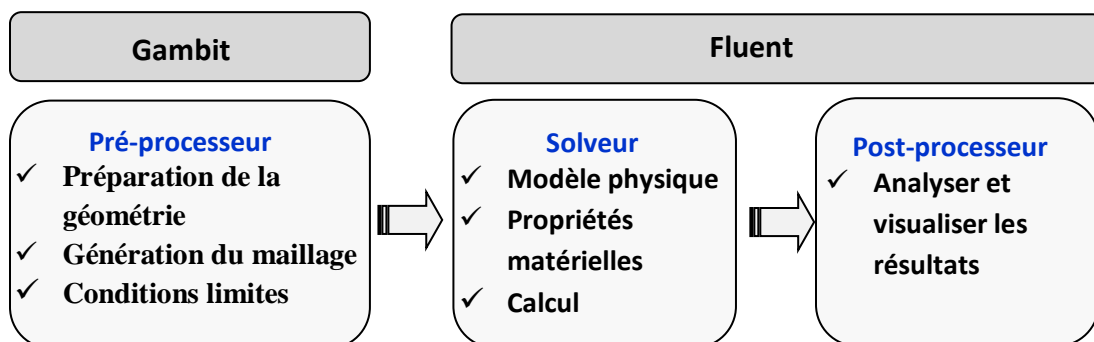 Gambit
Fluent
Pré-processeur
✓ Préparation de la
géométrie
✓ Génération du maillage
✓ Conditions limites
Solveur
✓ Modèle physique
✓ Propriétés
matérielles
✓ Calcul
Post-processeur
✓ Analyser et
visualiser les
résultats